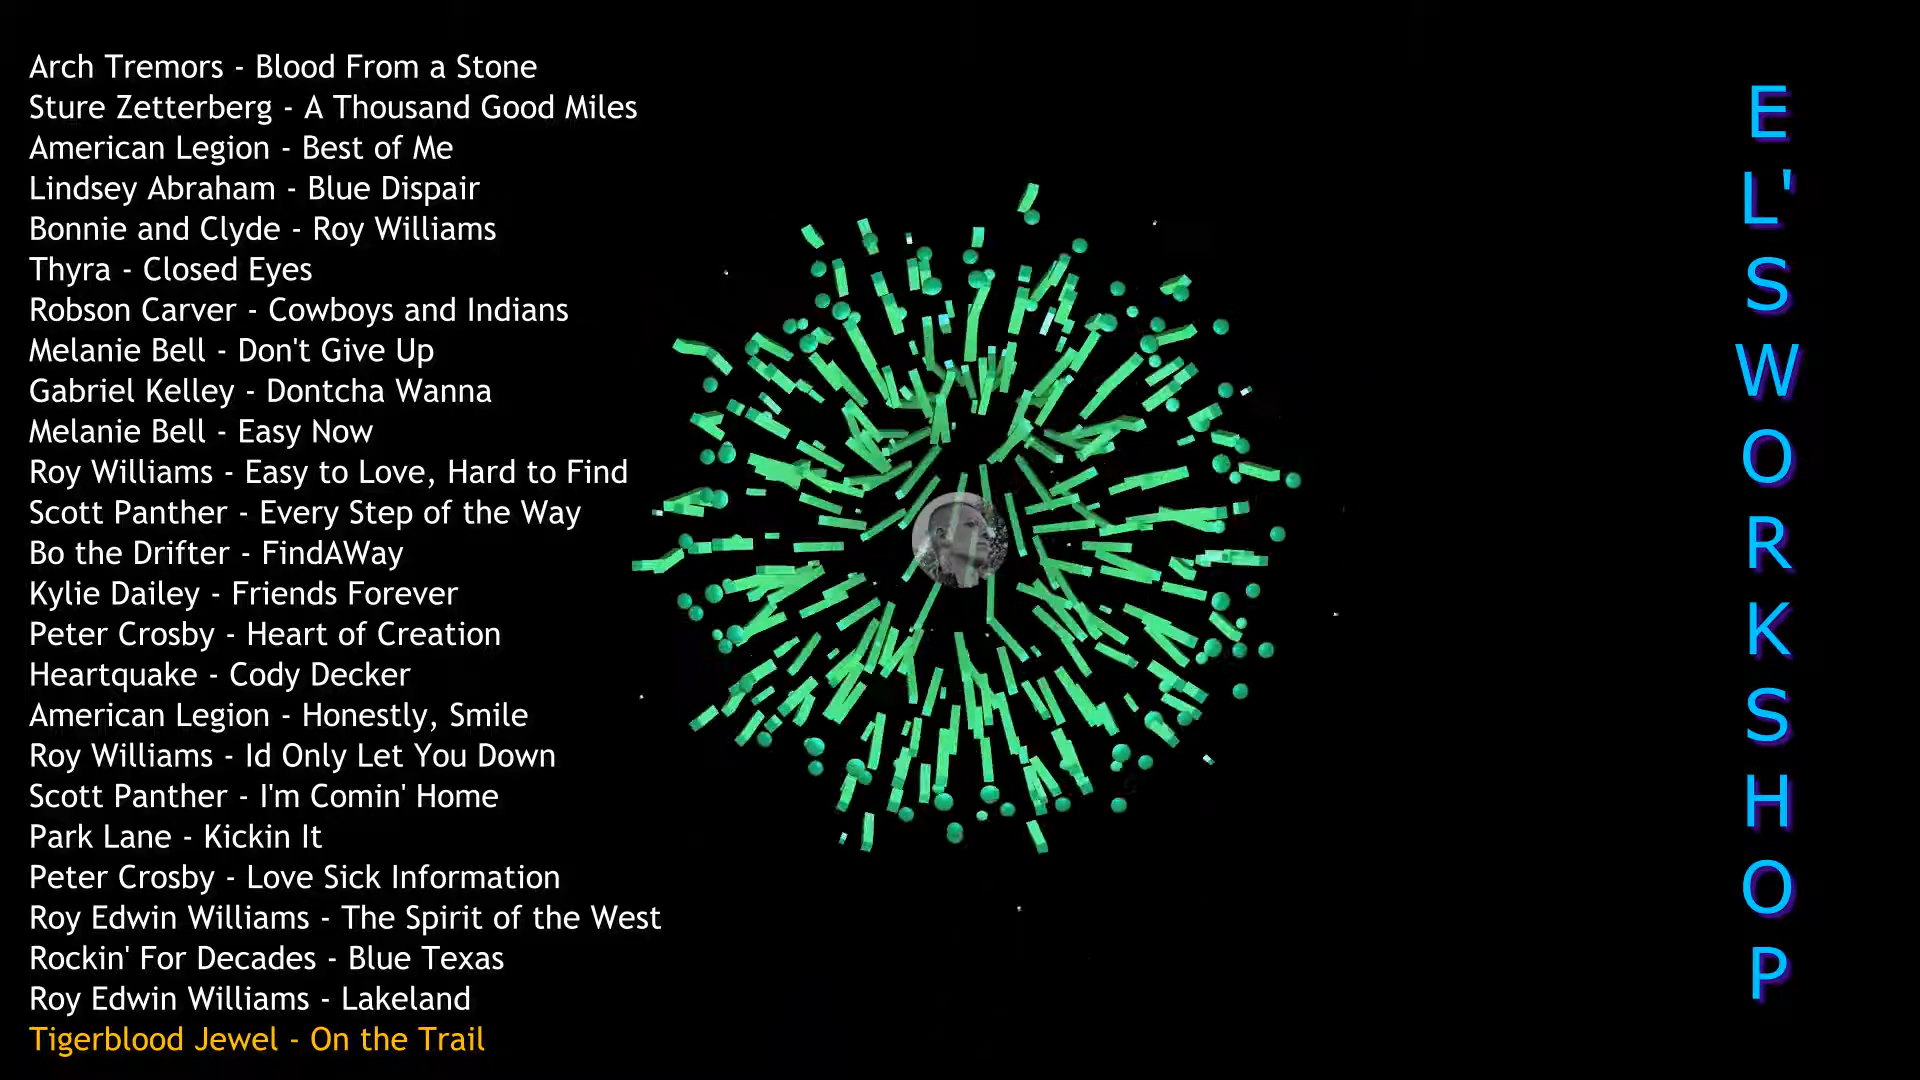 Arch Tremors - Blood From a Stone
Sture Zetterberg - A Thousand Good Miles
American Legion - Best of Me
Lindsey Abraham - Blue Dispair
Bonnie and Clyde - Roy Williams
Thyra - Closed Eyes
Robson Carver - Cowboys and Indians
Melanie Bell - Don't Give Up
Gabriel Kelley - Dontcha Wanna
Melanie Bell - Easy Now
Roy Williams - Easy to Love, Hard to Find
Scott Panther - Every Step of the Way
Bo the Drifter - FindAWay
Kylie Dailey - Friends Forever
Peter Crosby - Heart of Creation
Heartquake - Cody Decker
American Legion - Honestly, Smile
Roy Williams - Id Only Let You Down
Scott Panther - I'm Comin' Home
Park Lane - Kickin It
Peter Crosby - Love Sick Information
Roy Edwin Williams - The Spirit of the West
Rockin' For Decades - Blue Texas
Roy Edwin Williams - Lakeland
Tigerblood Jewel - On the Trail
EL'S WORKSHOP